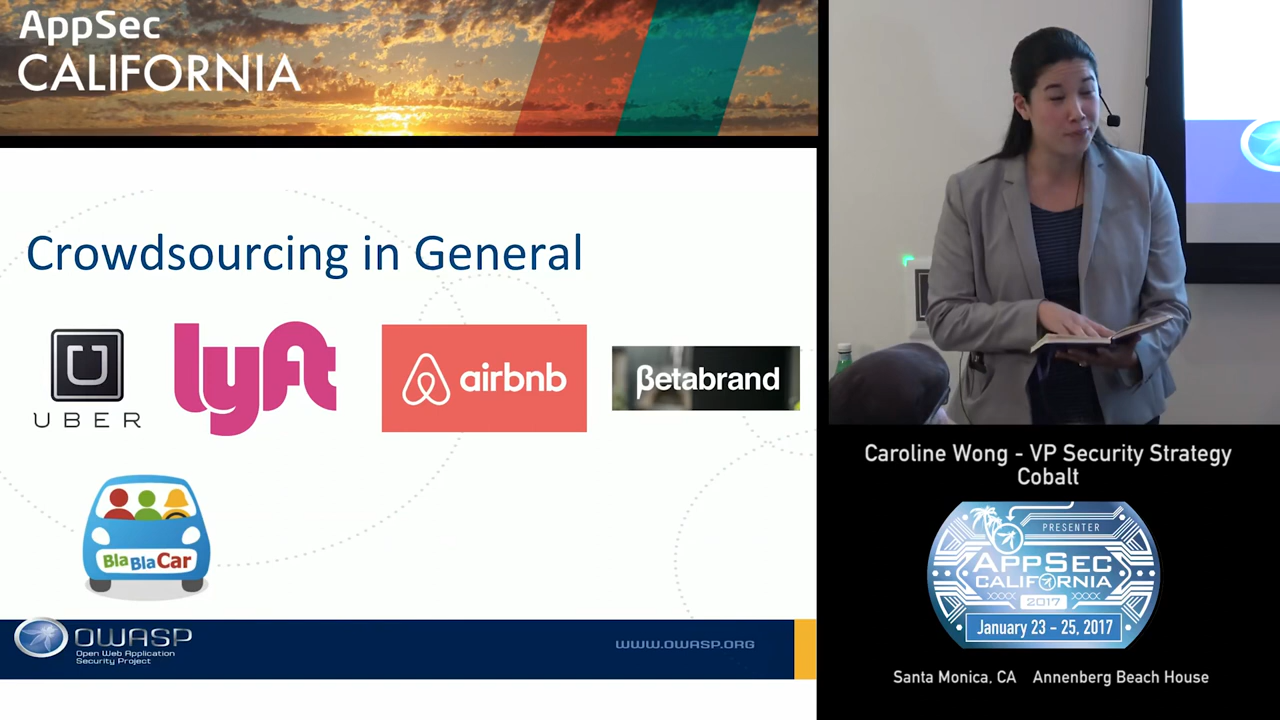 AppSec
CALIFORNIA
Crowdsourcing in General
UBER
lyft
airbnb
βetabrand
BlaBlaCar
OWASP
Open Web Application
Security Project
WWW.OWASP.ORG
Caroline Wong - VP Security Strategy
Cobalt
PRESENTER
APPSEC
CALIFORNIA
XXXX 2017 XXXX
January 23 - 25, 2017
Santa Monica, CA Annenberg Beach House